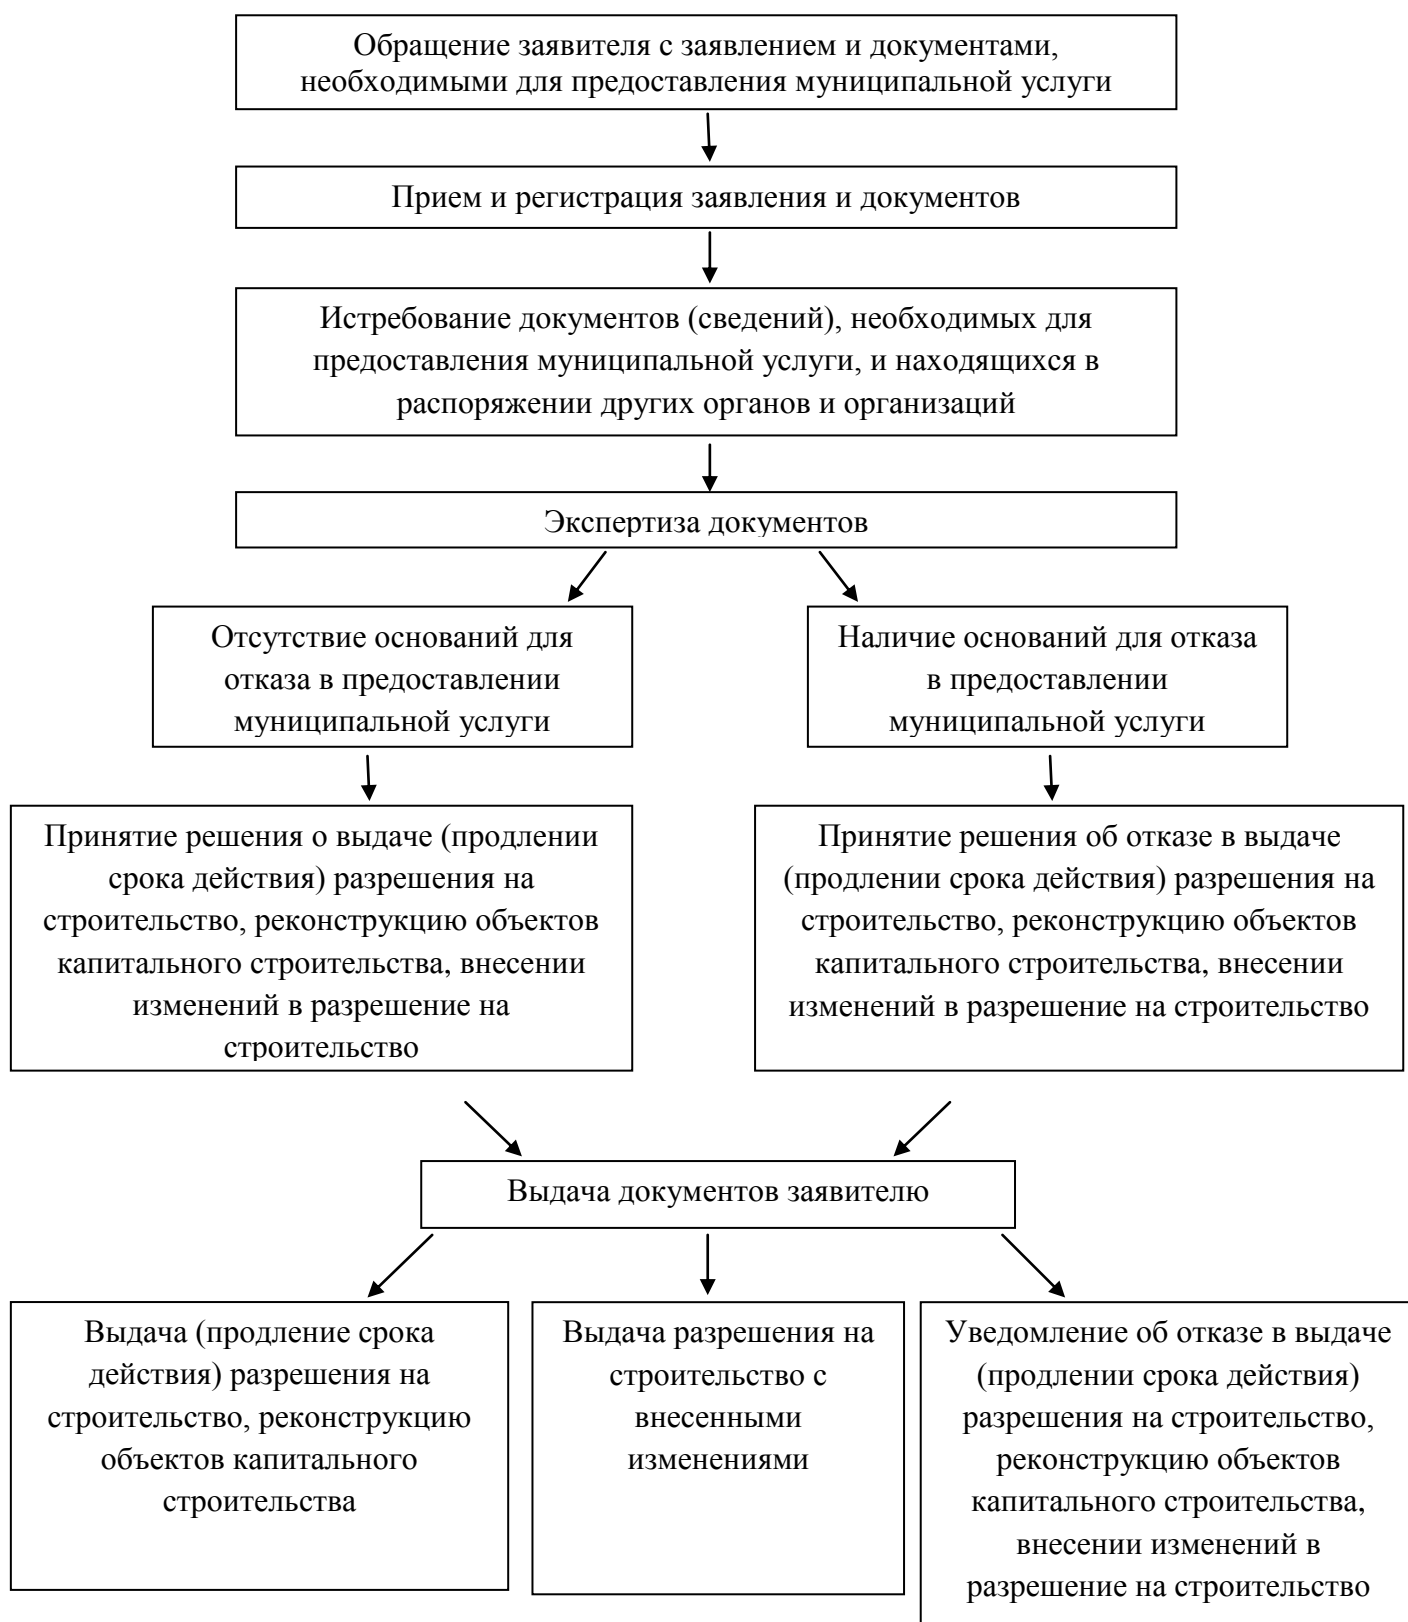 Обращение заявителя с заявлением и документами,
необходимыми для предоставления муниципальной услуги
Прием и регистрация заявления и документов
Истребование документов (сведений), необходимых для
предоставления муниципальной услуги, и находящихся в
распоряжении других органов и организаций
Экспертиза документов
Отсутствие оснований для
отказа в предоставлении
муниципальной услуги
Наличие оснований для отказа
в предоставлении
муниципальной услуги
Принятие решения о выдаче (продлении
срока действия) разрешения на
строительство, реконструкцию объектов
капитального строительства, внесении
изменений в разрешение на
строительство
Принятие решения об отказе в выдаче
(продлении срока действия) разрешения на
строительство, реконструкцию объектов
капитального строительства, внесении
изменений в разрешение на строительство
Выдача документов заявителю
Выдача (продление срока
действия) разрешения на
строительство, реконструкцию
объектов капитального
строительства
Выдача разрешения на
строительство с
внесенными
изменениями
Уведомление об отказе в выдаче
(продлении срока действия)
разрешения на строительство,
реконструкцию объектов
капитального строительства,
внесении изменений в
разрешение на строительство